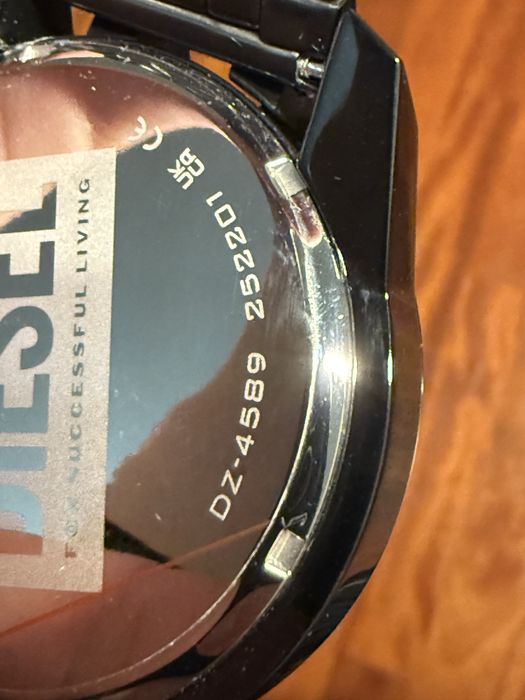 DIESEL
FOR SUCCESSFUL LIVING
DZ-4589 252201
UK
CA
CE